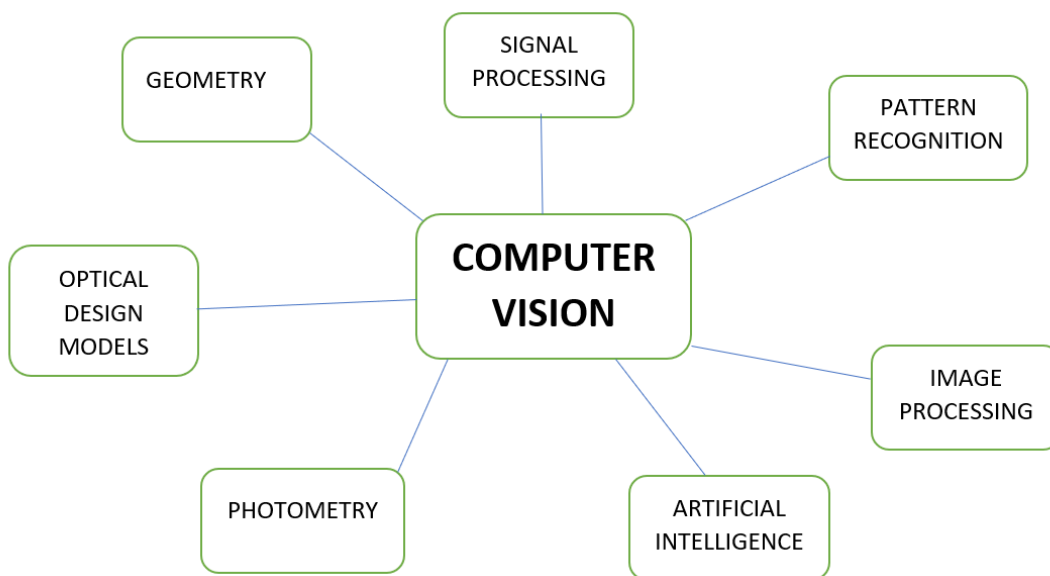 SIGNAL
PROCESSING
GEOMETRY
PATTERN
RECOGNITION
COMPUTER
VISION
OPTICAL
DESIGN
MODELS
IMAGE
PROCESSING
PHOTOMETRY
ARTIFICIAL
INTELLIGENCE